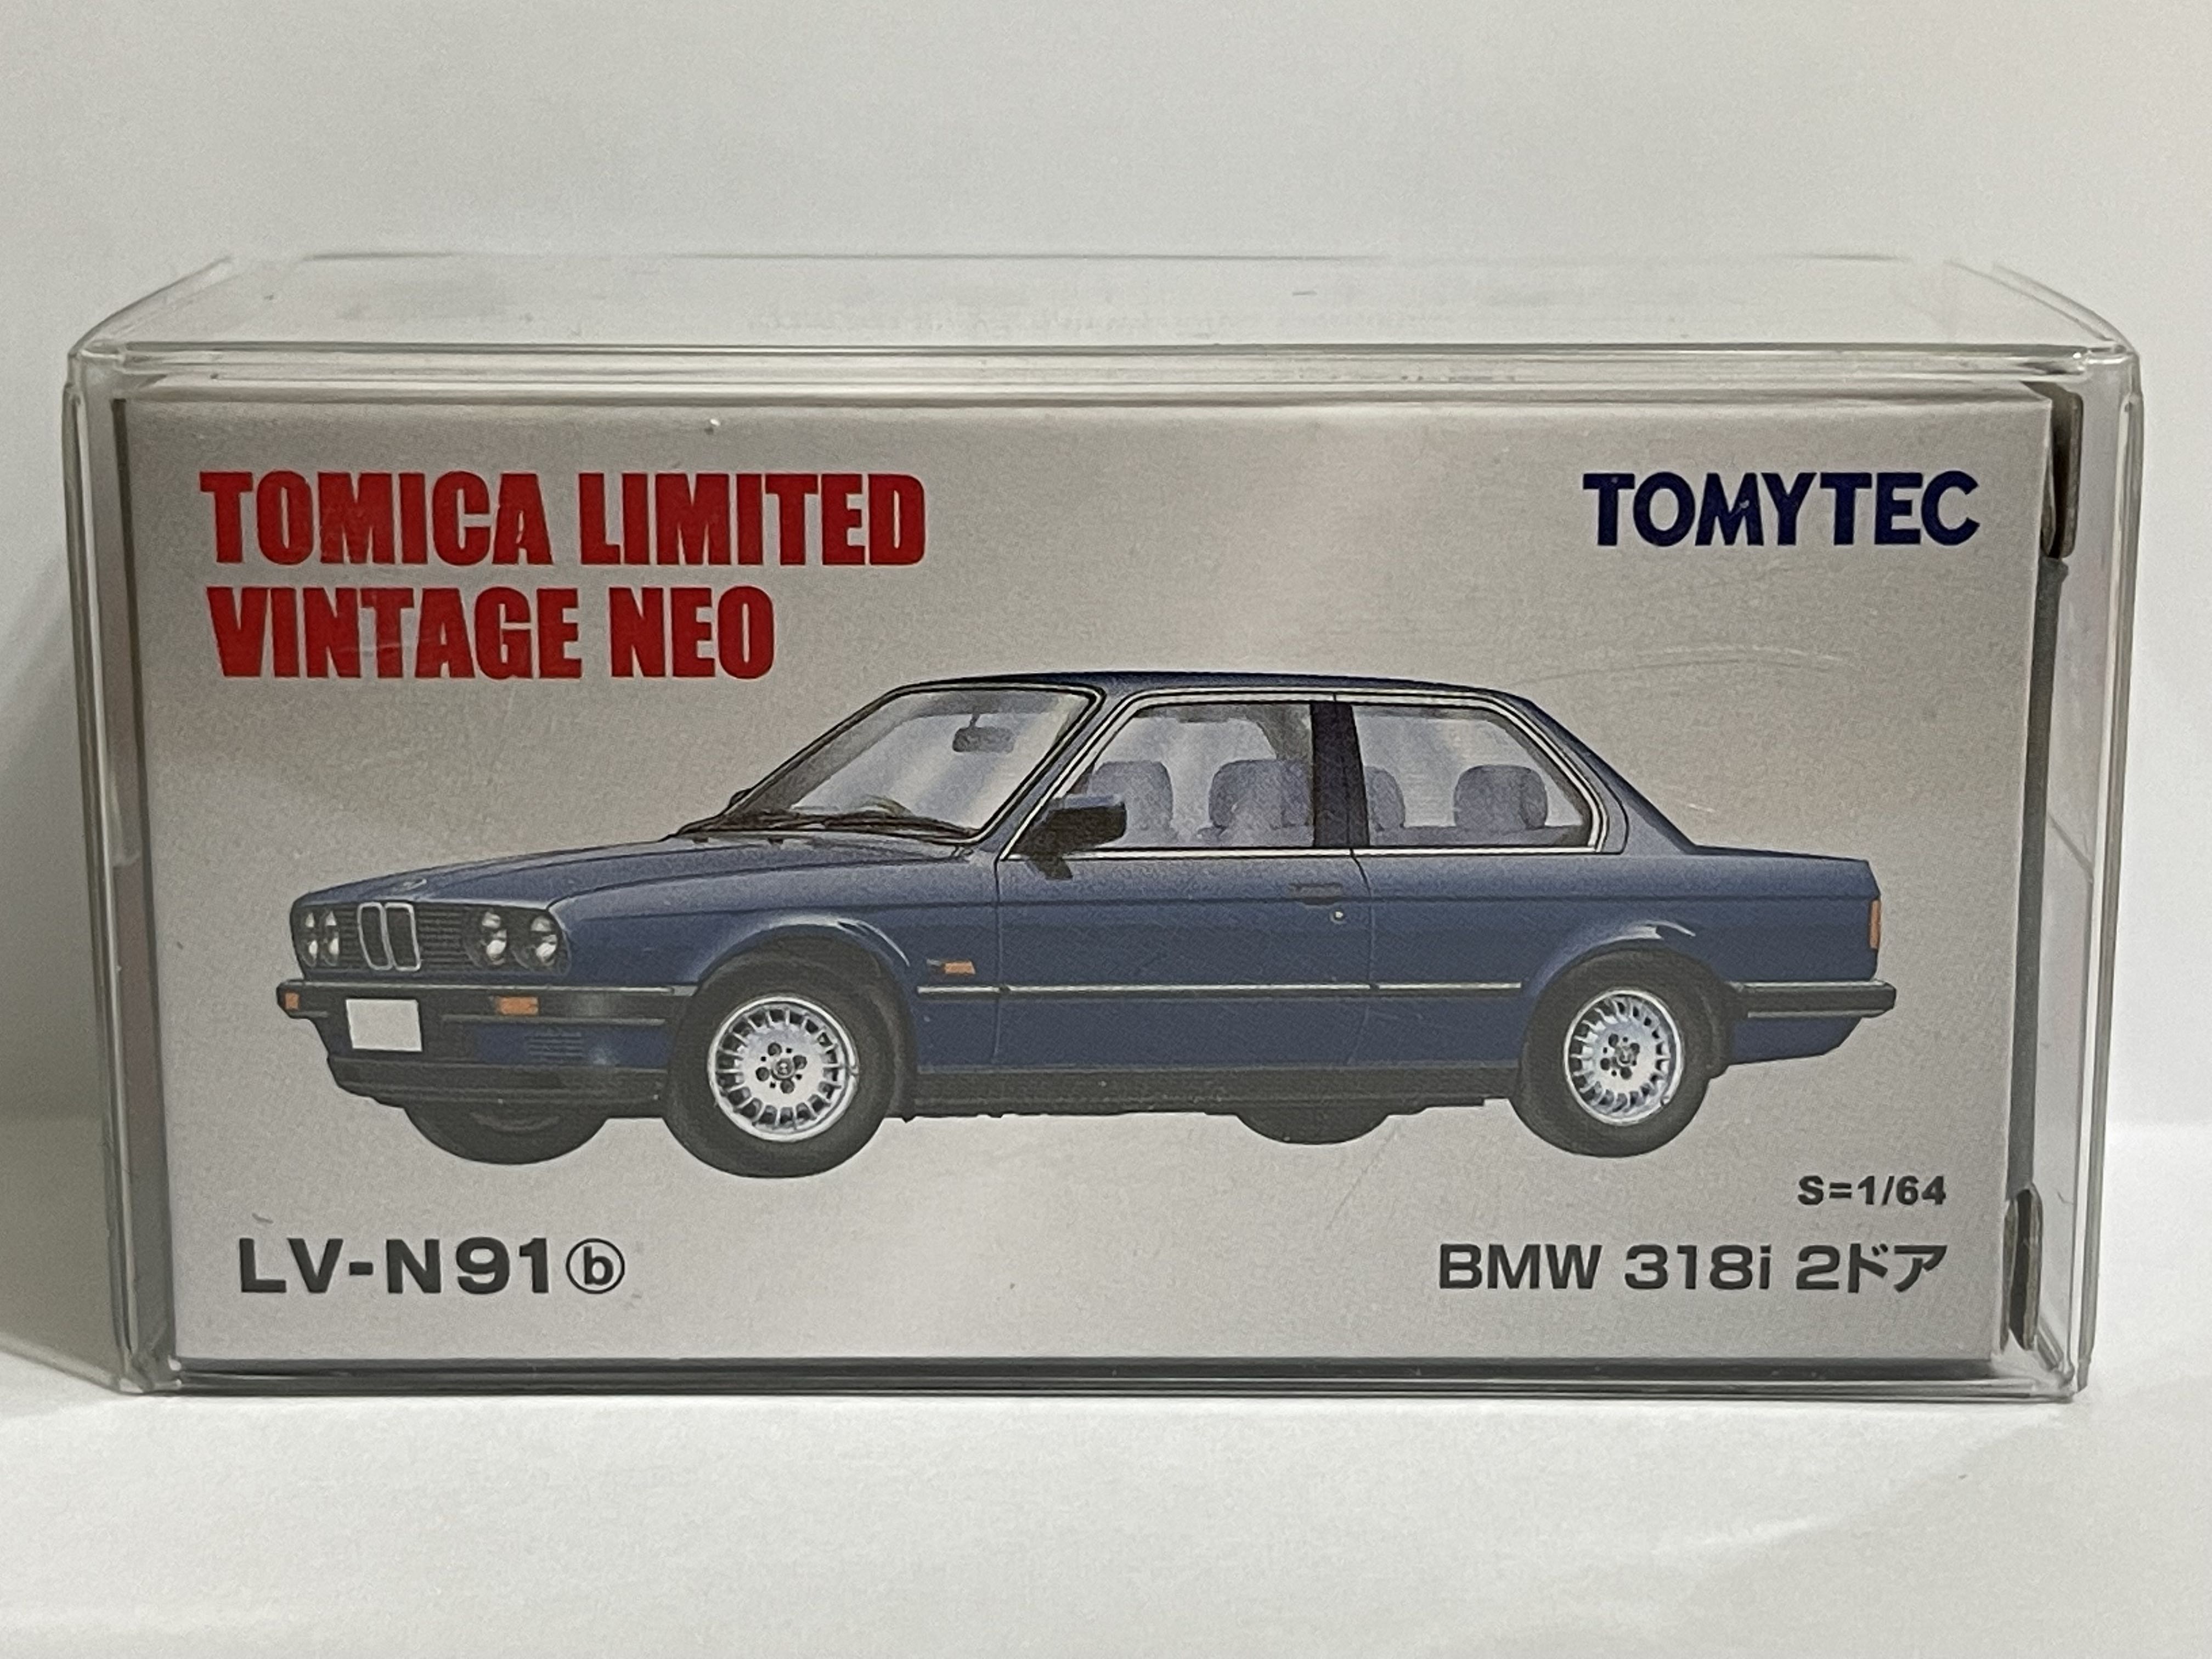 TOMICA LIMITED
VINTAGE NEO
TOMYTEC
S=1/64
LV-N91ⓑ
BMW 318i 2ドア